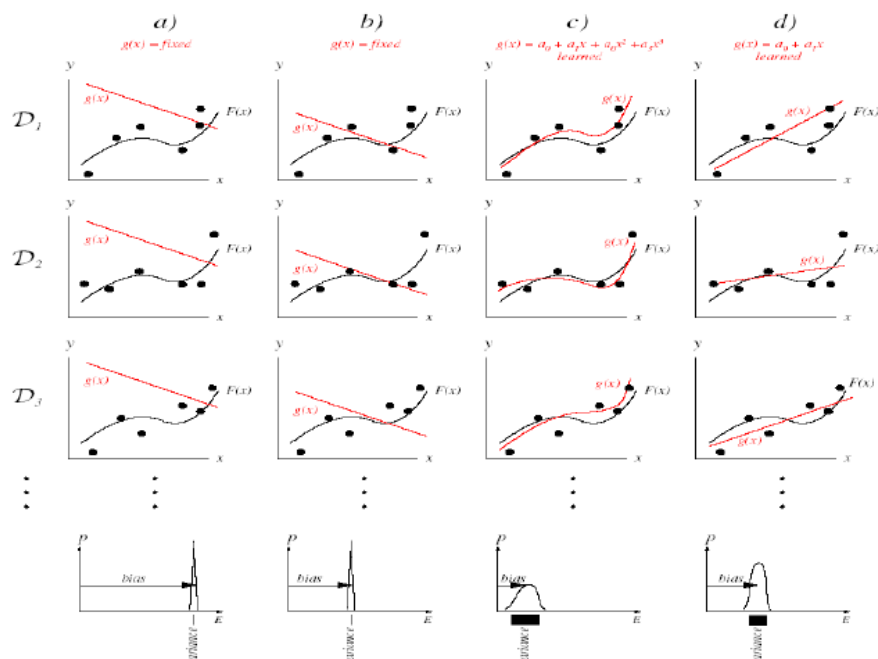 a) b) c) d)
g(x) = fixed g(x) = fixed g(x) = a₀ + a₁x + a₀x² + a₃x³ g(x) = a₀ + a₁x
learned learned
y y y y
D₁ g(x) F(x) g(x) F(x) g(x) F(x) g(x) F(x)
x x x x
y y y y
D₂ g(x) F(x) g(x) F(x) g(x) F(x) g(x) F(x)
x x x x
y y y y
D₃ g(x) F(x) g(x) F(x) g(x) F(x) g(x) F(x)
x x x x
p p p p
bias bias bias bias
E E E E
variance variance variance variance